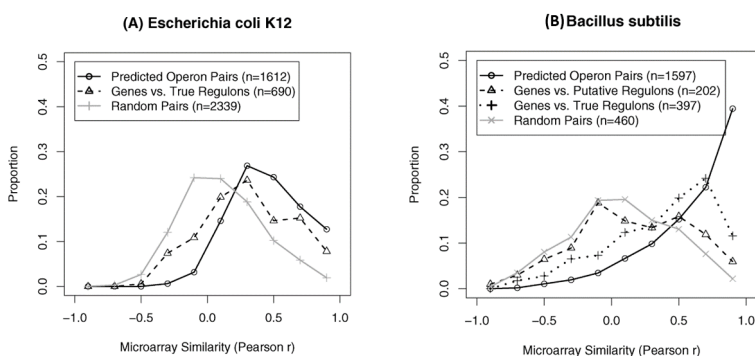 (A) Escherichia coli K12
Predicted Operon Pairs (n=1612)
Genes vs. True Regulons (n=690)
Random Pairs (n=2339)
Proportion
0.5
0.4
0.3
0.2
0.1
0.0
−1.0 −0.5 0.0 0.5 1.0
Microarray Similarity (Pearson r)
(B) Bacillus subtilis
Predicted Operon Pairs (n=1597)
Genes vs. Putative Regulons (n=202)
Genes vs. True Regulons (n=397)
Random Pairs (n=460)
Proportion
0.5
0.4
0.3
0.2
0.1
0.0
−1.0 −0.5 0.0 0.5 1.0
Microarray Similarity (Pearson r)